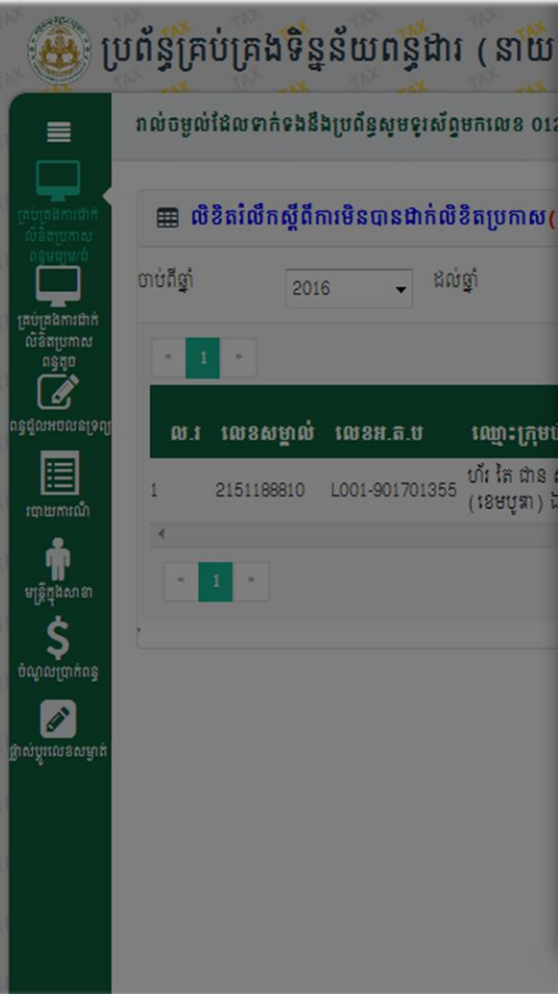 ប្រព័ន្ធគ្រប់គ្រងទិន្នន័យពន្ធដារ ( នាយ
រាល់ចម្ងល់ដែលទាក់ទងនឹងប្រព័ន្ធសូមទូរស័ព្ទមកលេខ 012
គ្រប់គ្រងការដាក់
លិខិតប្រកាស
ពន្ធមធ្យម/ធំ
គ្រប់គ្រងការដាក់
លិខិតប្រកាស
ពន្ធតូច
ពន្ធជួលអចលនទ្រព្យ
របាយការណ៍
មន្ត្រីក្នុងសាខា
$
ចំណូលប្រាក់ពន្ធ
ផ្លាស់ប្តូរលេខសម្ងាត់
លិខិតរំលឹកស្តីពីការមិនបានដាក់លិខិតប្រកាស(
ចាប់ពីឆ្នាំ 2016 ដល់ឆ្នាំ
« 1 »
ល.រ លេខសម្គាល់ លេខអ.ត.ប ឈ្មោះក្រុមហ
1 2151188810 L001-901701355 ហ័រ តៃ ជាន
(ខេមបូឌា)
« 1 »